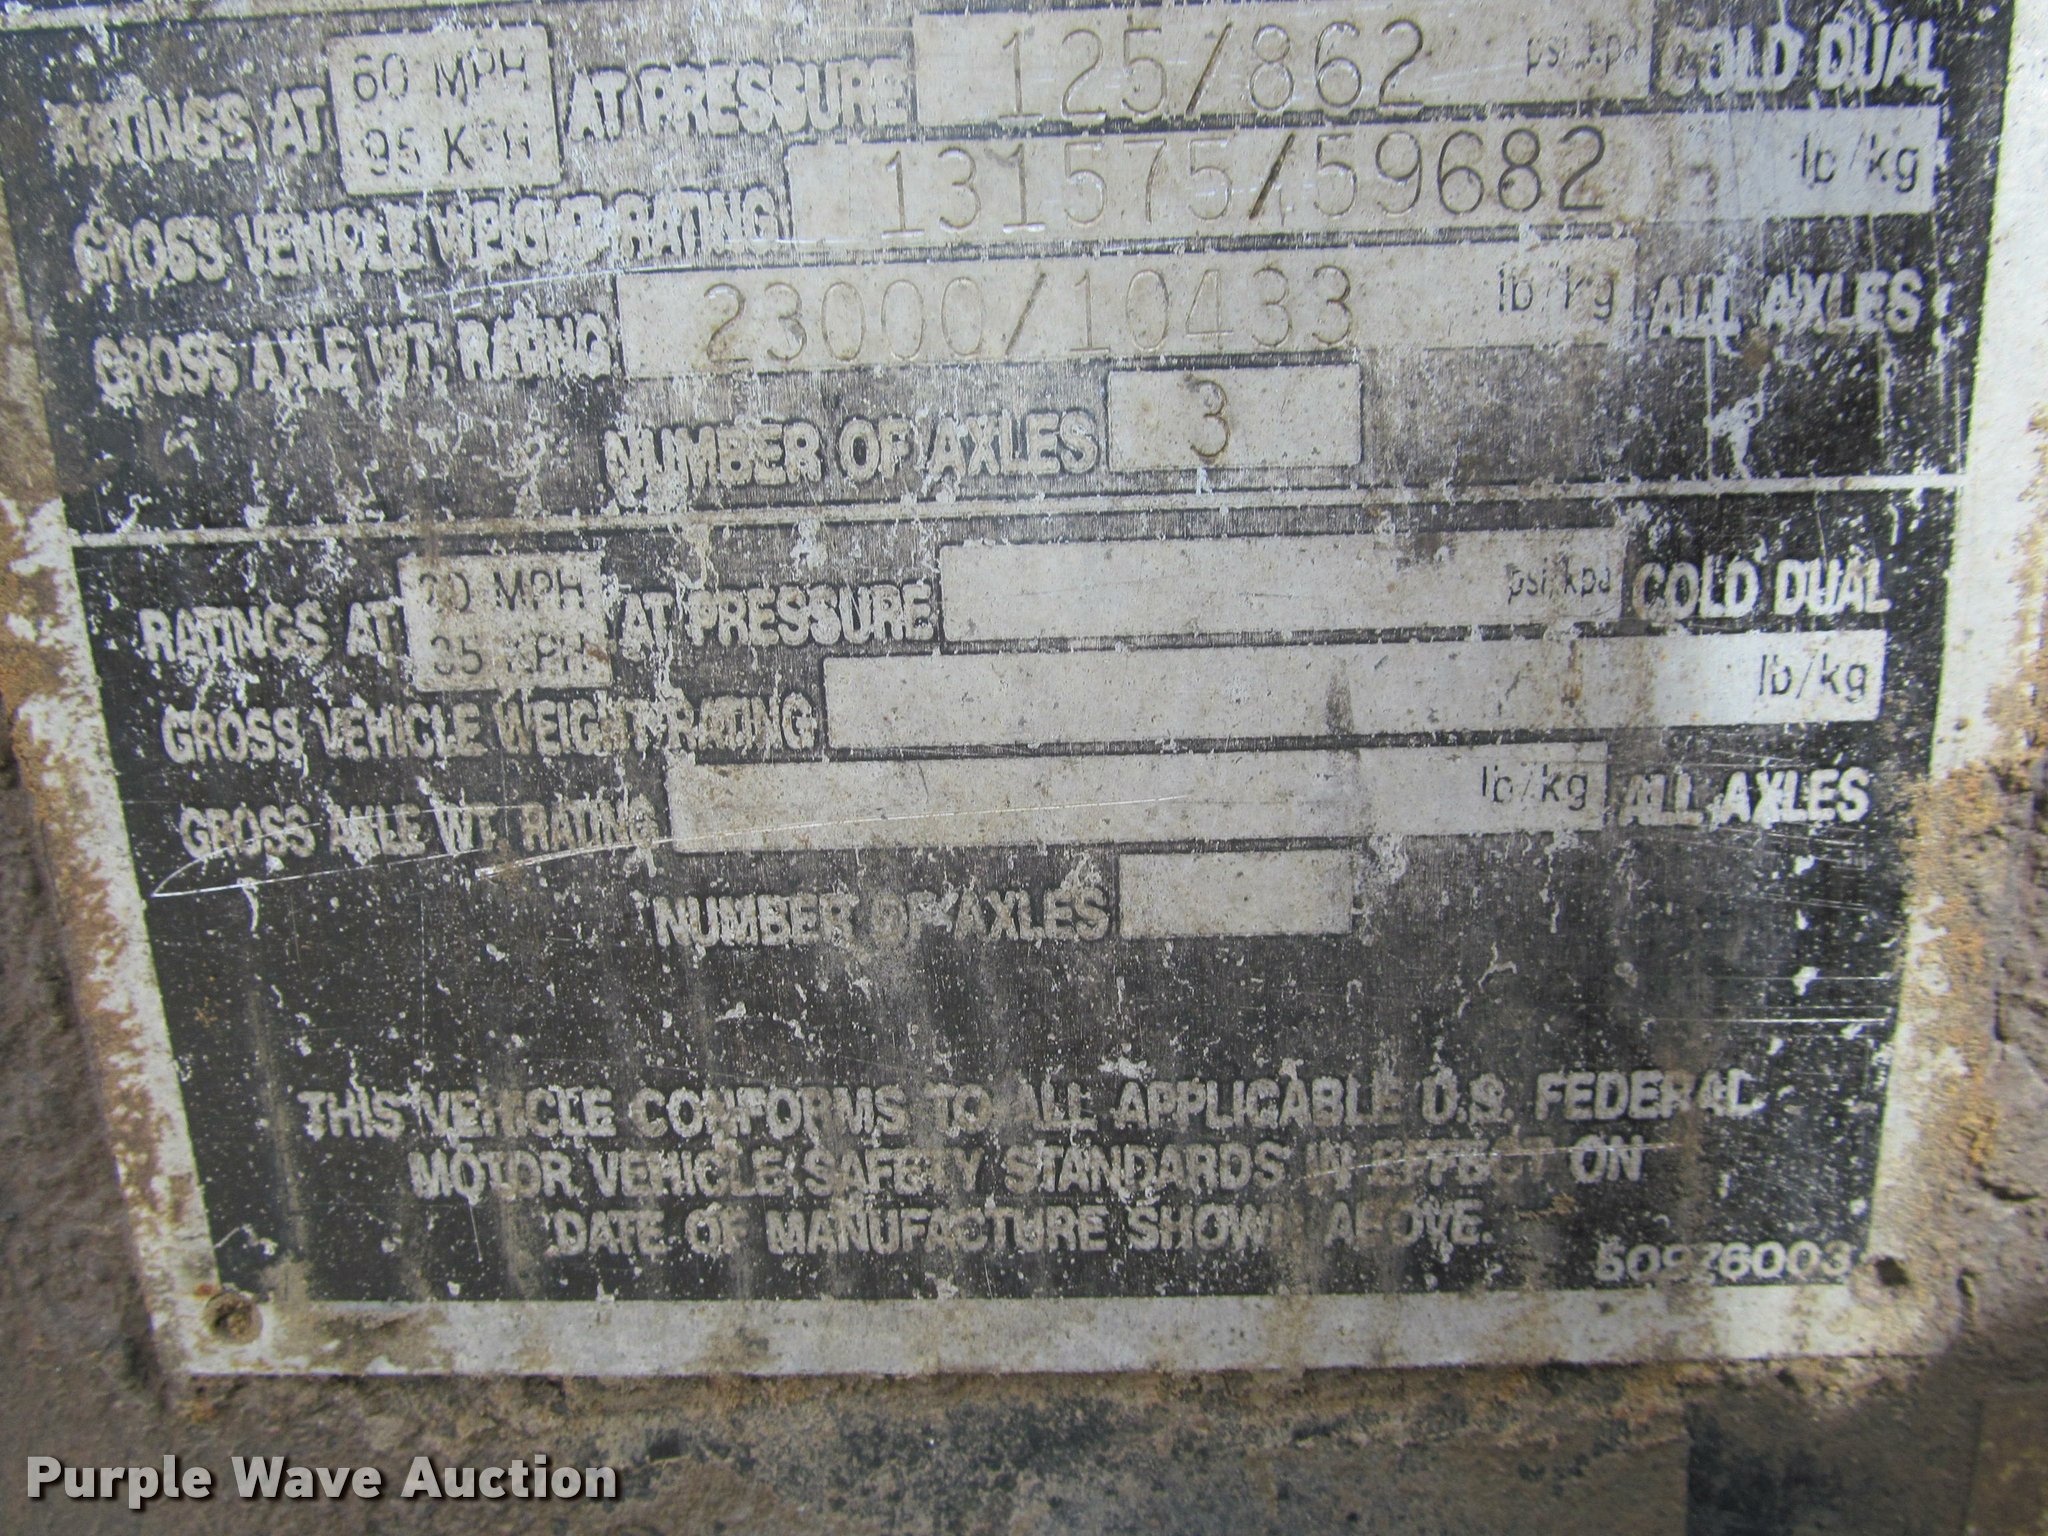 RATINGS AT 60 MPH 95 KPH AT PRESSURE 125/862 psi/kpa COLD DUAL
GROSS VEHICLE WEIGHT RATING 131575/59682 lb/kg
GROSS AXLE WT. RATING 23000/10433 lb/kg ALL AXLES
NUMBER OF AXLES 3
RATINGS AT 20 MPH 35 KPH AT PRESSURE psi/kpa COLD DUAL
GROSS VEHICLE WEIGHT RATING lb/kg
GROSS AXLE WT. RATING lb/kg ALL AXLES
NUMBER OF AXLES
THIS VEHICLE CONFORMS TO ALL APPLICABLE U.S. FEDERAL
MOTOR VEHICLE SAFETY STANDARDS IN EFFECT ON
DATE OF MANUFACTURE SHOWN ABOVE.
50976003
Purple Wave Auction